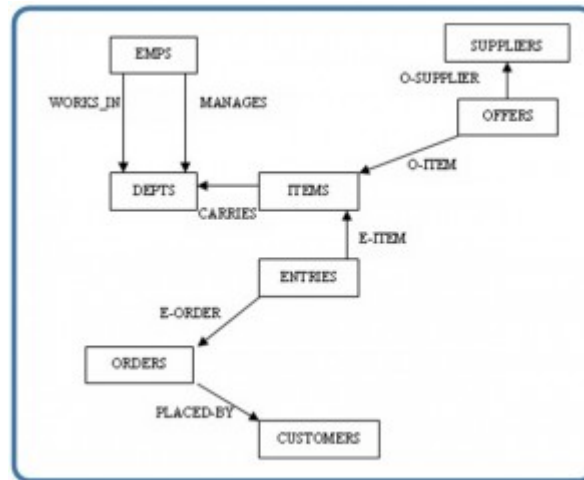 SUPPLIERS
EMPS
O-SUPPLIER
WORKS_IN
MANAGES
OFFERS
O-ITEM
DEPTS
ITEMS
CARRIES
E-ITEM
ENTRIES
E-ORDER
ORDERS
PLACED-BY
CUSTOMERS